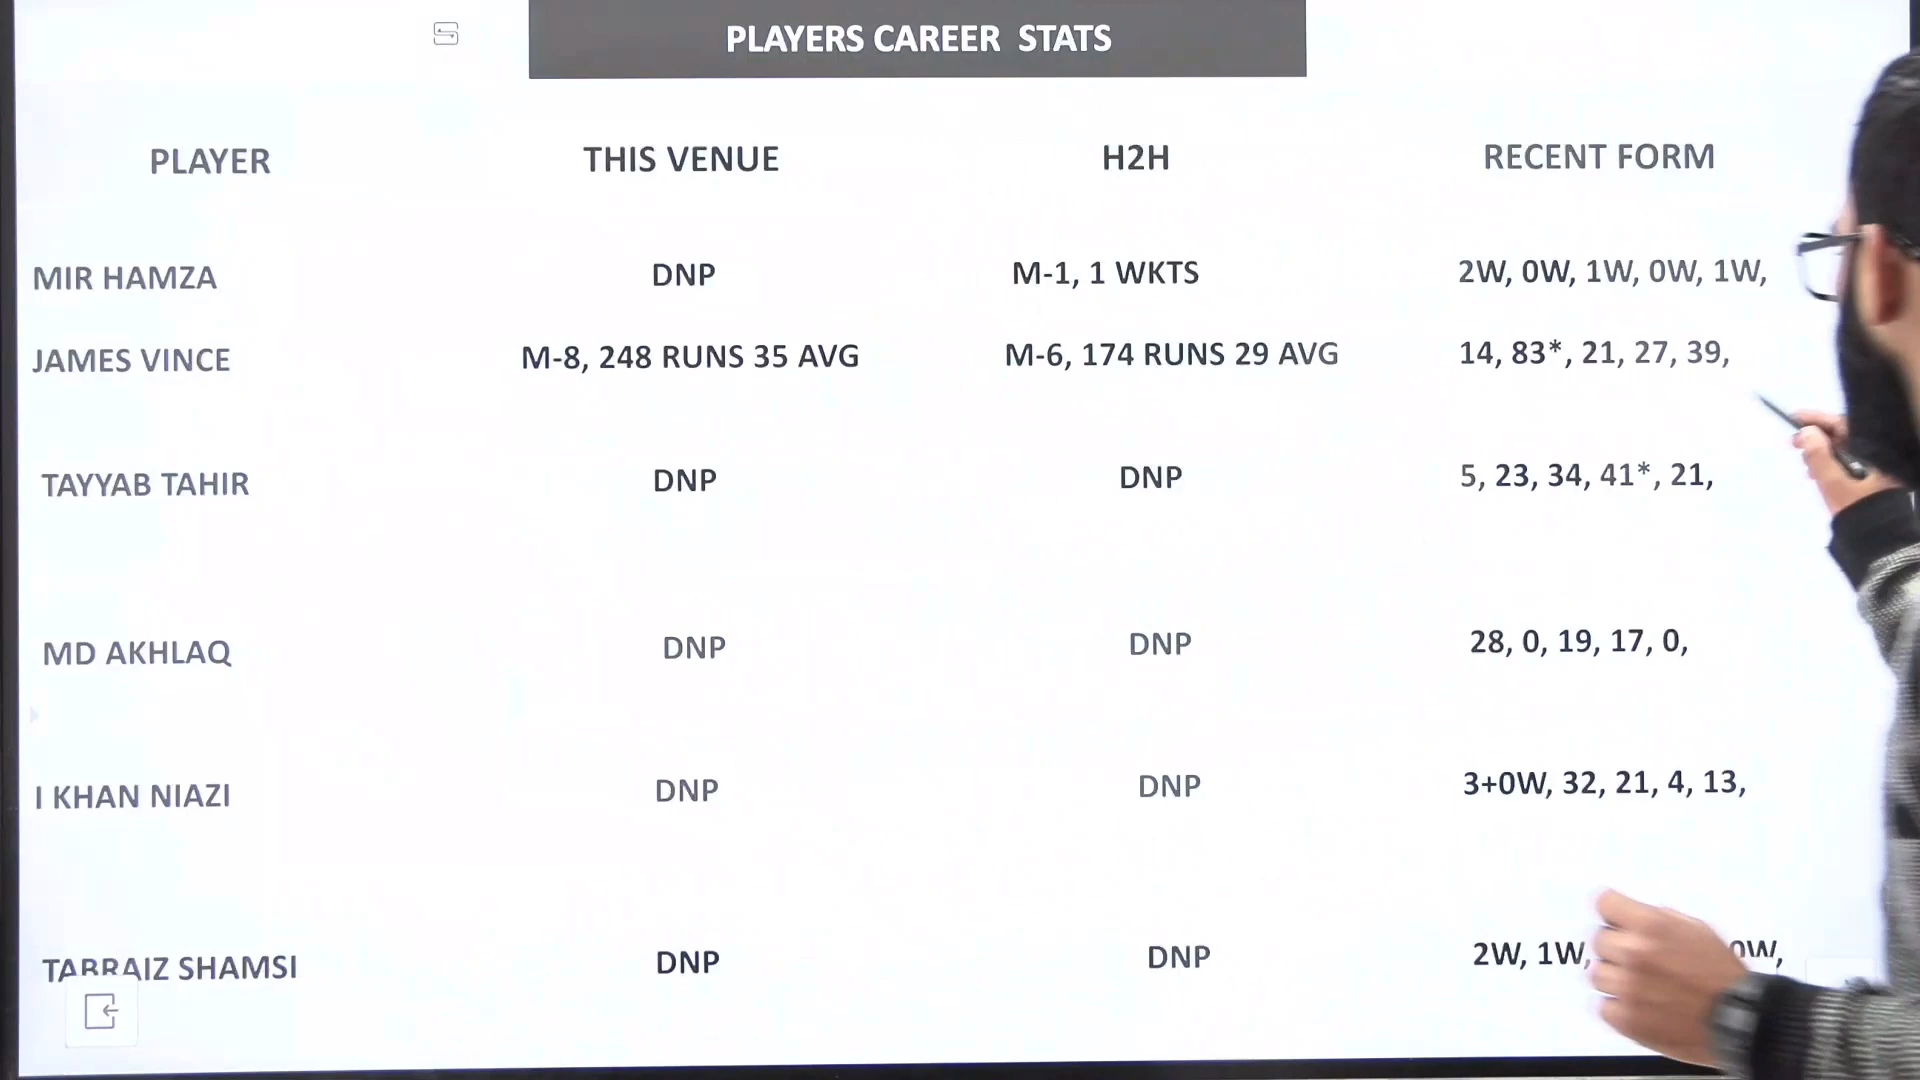 PLAYERS CAREER STATS
PLAYER THIS VENUE H2H RECENT FORM
MIR HAMZA DNP M-1, 1 WKTS 2W, 0W, 1W, 0W, 1W,
JAMES VINCE M-8, 248 RUNS 35 AVG M-6, 174 RUNS 29 AVG 14, 83*, 21, 27, 39,
TAYYAB TAHIR DNP DNP 5, 23, 34, 41*, 21,
MD AKHLAQ DNP DNP 28, 0, 19, 17, 0,
I KHAN NIAZI DNP DNP 3+0W, 32, 21, 4, 13,
TABRAIZ SHAMSI DNP DNP 2W, 1W, 0W,